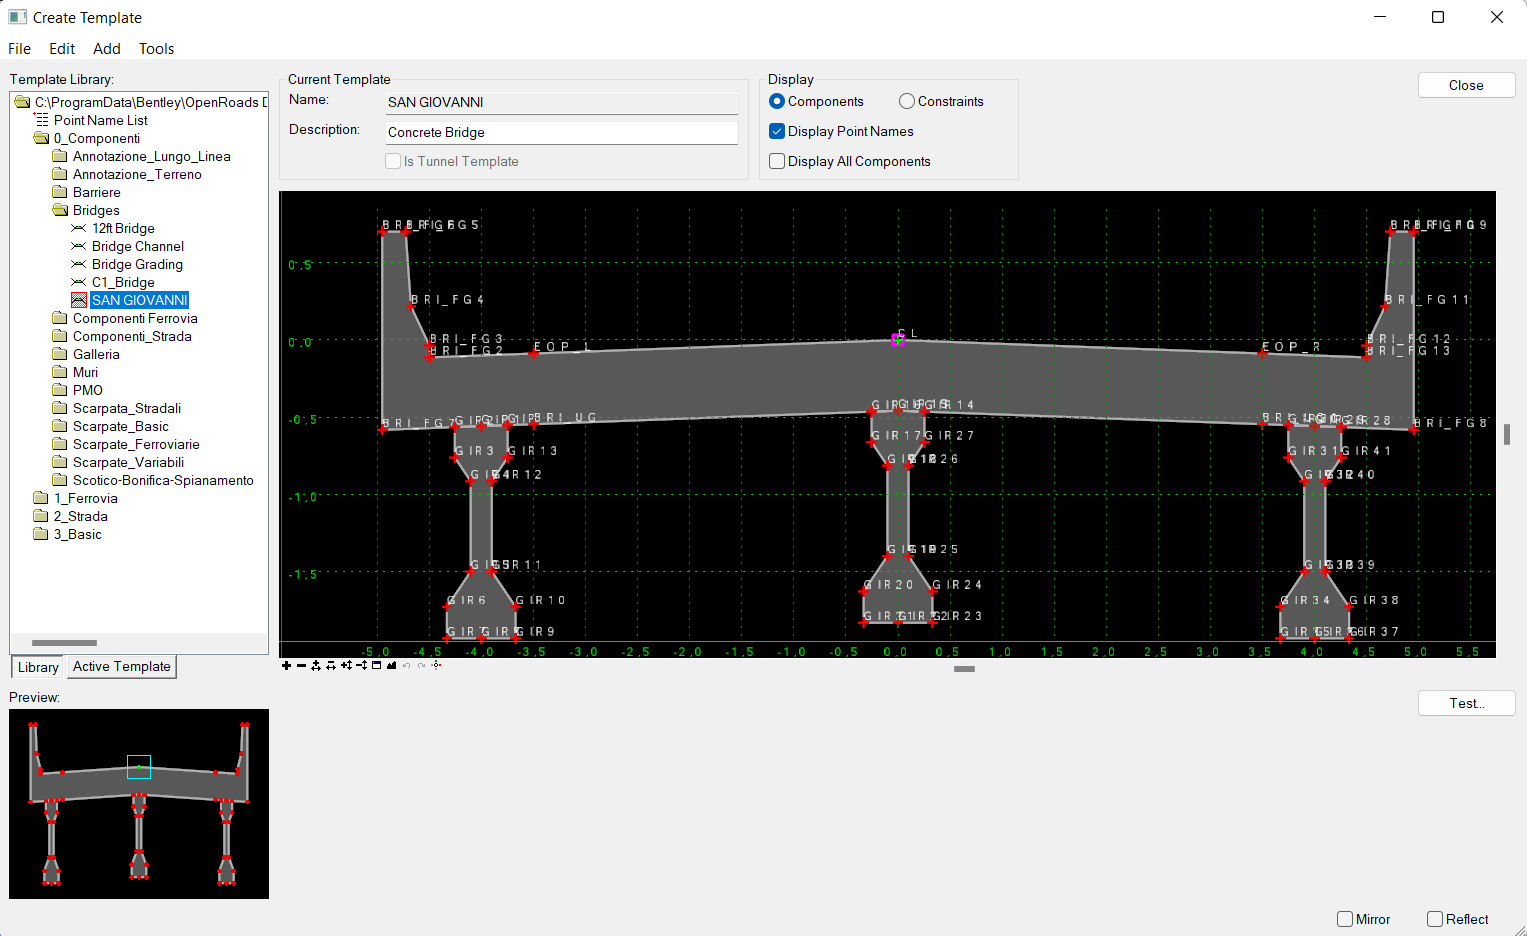 Create Template
File Edit Add Tools
Template Library:
C:\ProgramData\Bentley\OpenRoads D
Point Name List
0_Componenti
Annotazione_Lungo_Linea
Annotazione_Terreno
Barriere
Bridges
12ft Bridge
Bridge Channel
Bridge Grading
C1_Bridge
SAN GIOVANNI
Componenti Ferrovia
Componenti_Strada
Galleria
Muri
PMO
Scarpata_Stradali
Scarpate_Basic
Scarpate_Ferroviarie
Scarpate_Variabili
Scotico-Bonifica-Spianamento
1_Ferrovia
2_Strada
3_Basic
Library Active Template
Preview:
Current Template
Name: SAN GIOVANNI
Description: Concrete Bridge
Is Tunnel Template
Display
Components Constraints
Display Point Names
Display All Components
Close
0,5
BRI_FG4 BRI_FG11
BRI_FG3 CL BRI_FG12
0,0 BRI_FG2 EOP_L EOP_R BRI_FG13
-0,5 BRI_UG GIR14 GIR28 BRI_FG8
GIR3 GIR13 GIR17 GIR27 GIR31 GIR41
GIR12 GIR26
-1,0
GIR11 GIR25 GIR39
-1,5
GIR6 GIR10 GIR20 GIR24 GIR34 GIR38
GIR9 GIR23 GIR37
-5,0 -4,5 -4,0 -3,5 -3,0 -2,5 -2,0 -1,5 -1,0 -0,5 0,0 0,5 1,0 1,5 2,0 2,5 3,0 3,5 4,0 4,5 5,0 5,5
Test...
Mirror Reflect